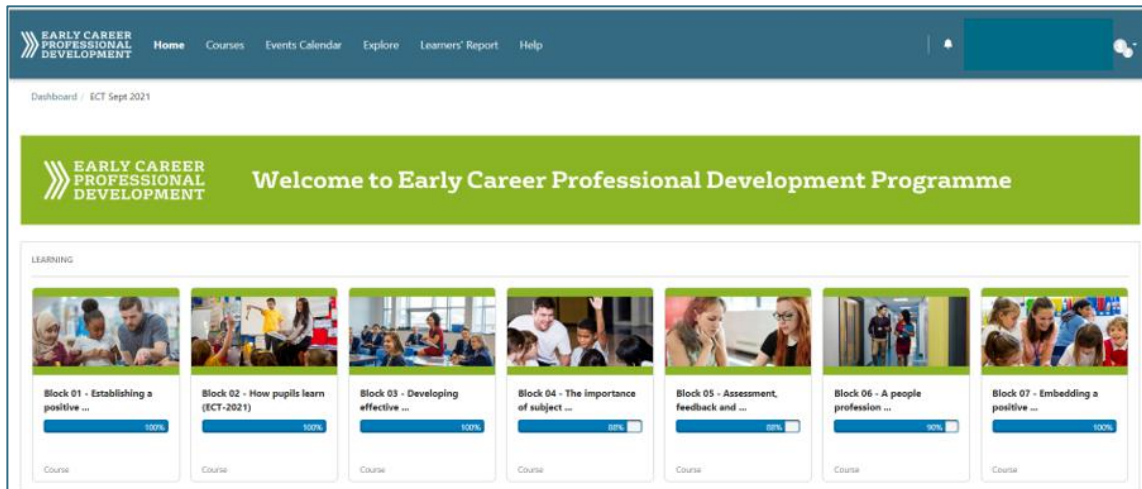 EARLY CAREER
PROFESSIONAL
DEVELOPMENT
Home Courses Events Calendar Explore Learners' Report Help
Dashboard / ECT Sept 2021
EARLY CAREER
PROFESSIONAL
DEVELOPMENT
Welcome to Early Career Professional Development Programme
LEARNING
Block 01 - Establishing a
positive ...
100%
Course
Block 02 - How pupils learn
(ECT-2021)
100%
Course
Block 03 - Developing
effective ...
100%
Course
Block 04 - The importance
of subject ...
88%
Course
Block 05 - Assessment,
feedback and ...
88%
Course
Block 06 - A people
profession ...
90%
Course
Block 07 - Embedding a
positive ...
100%
Course